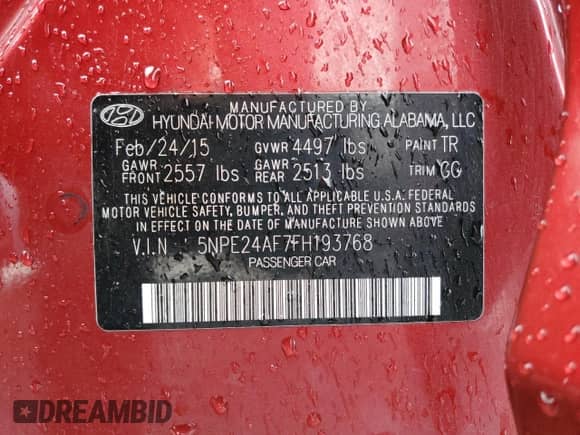 MANUFACTURED BY
HYUNDAI MOTOR MANUFACTURING ALABAMA, LLC
Feb/24/15 GVWR 4497 lbs PAINT TR
GAWR FRONT 2557 lbs GAWR REAR 2513 lbs TRIM GG
THIS VEHICLE CONFORMS TO ALL APPLICABLE U.S.A. FEDERAL
MOTOR VEHICLE SAFETY, BUMPER, AND THEFT PREVENTION STANDARDS
IN EFFECT ON THE DATE OF MANUFACTURE SHOWN ABOVE.
V.I.N 5NPE24AF7FH193768
PASSENGER CAR
DREAMBID